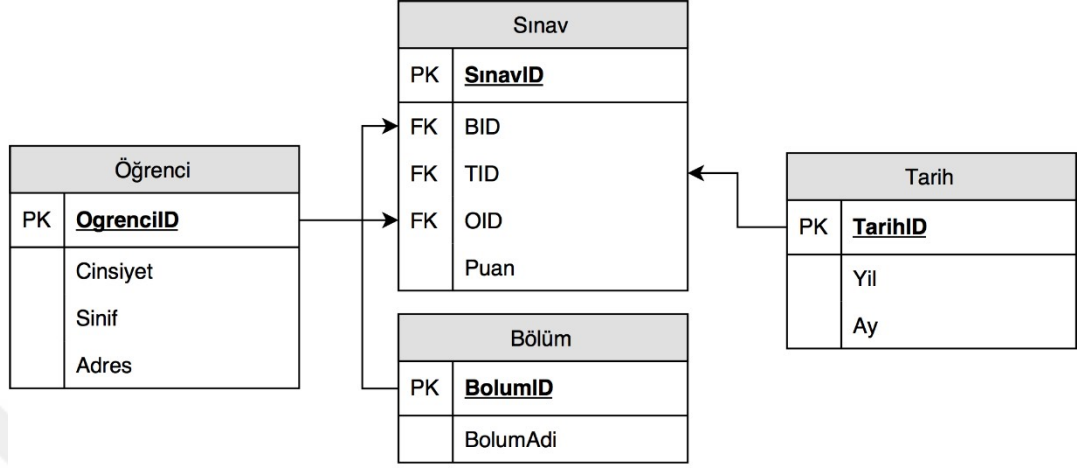 Sınav
PK SınavID
FK BID
FK TID
FK OID
Puan
Öğrenci
PK OgrenciID
Cinsiyet
Sinif
Adres
Bölüm
PK BolumID
BolumAdi
Tarih
PK TarihID
Yil
Ay